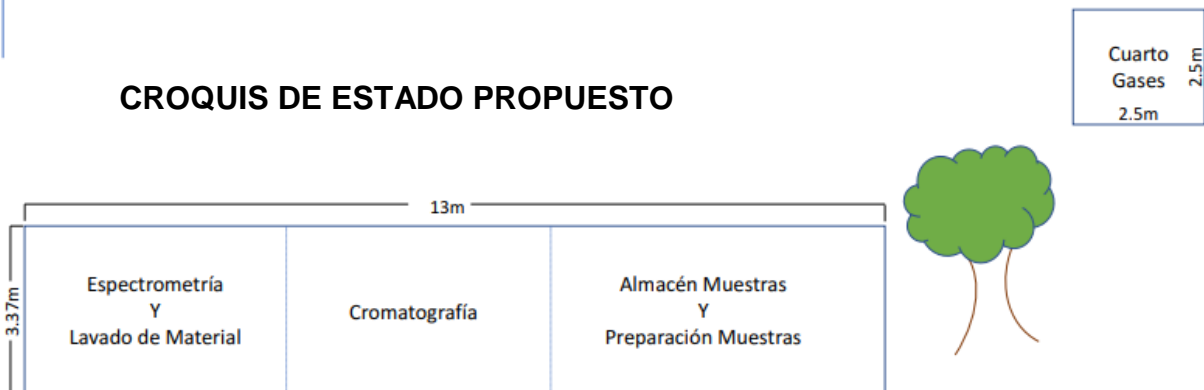 CROQUIS DE ESTADO PROPUESTO
Cuarto
Gases
2.5m
2.5m
13m
3.37m
Espectrometría
Y
Lavado de Material
Cromatografía
Almacén Muestras
Y
Preparación Muestras